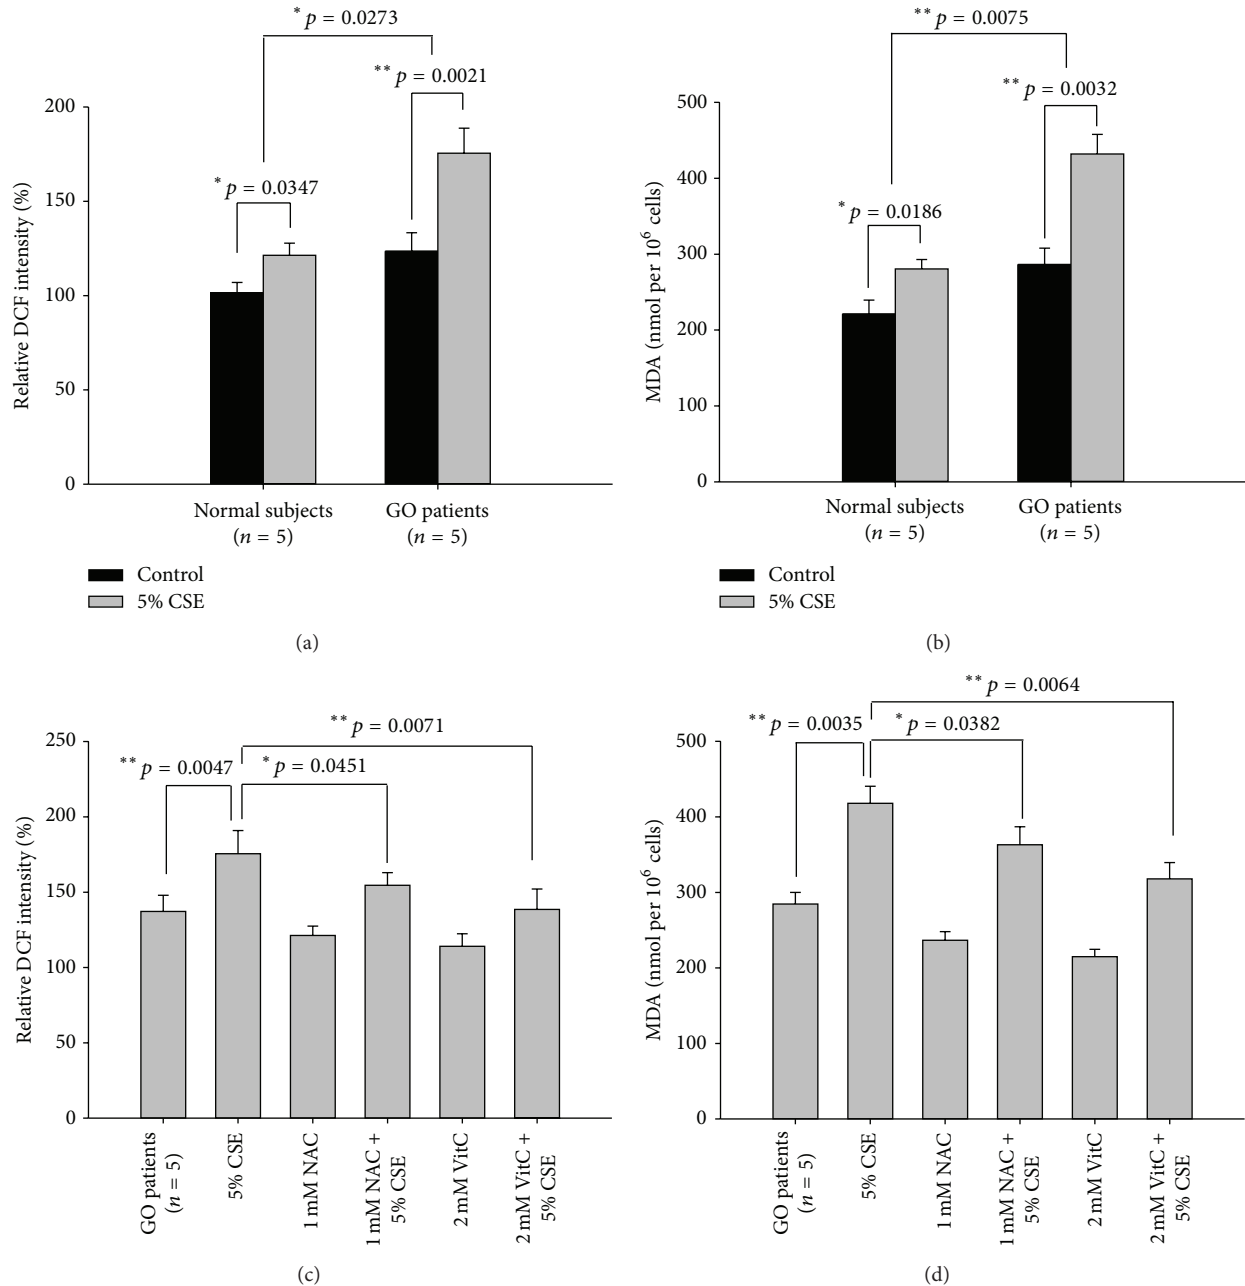 * p = 0.0273
** p = 0.0021
* p = 0.0347
Relative DCF intensity (%)
200
150
100
50
0
Normal subjects
(n = 5)
GO patients
(n = 5)
Control
5% CSE
(a)
** p = 0.0075
** p = 0.0032
* p = 0.0186
MDA (nmol per 10⁶ cells)
500
400
300
200
100
0
Normal subjects
(n = 5)
GO patients
(n = 5)
Control
5% CSE
(b)
** p = 0.0071
** p = 0.0047
* p = 0.0451
Relative DCF intensity (%)
250
200
150
100
50
0
GO patients
(n = 5)
5% CSE
1 mM NAC
1 mM NAC +
5% CSE
2 mM VitC
2 mM VitC +
5% CSE
(c)
** p = 0.0064
** p = 0.0035
* p = 0.0382
MDA (nmol per 10⁶ cells)
500
400
300
200
100
0
GO patients
(n = 5)
5% CSE
1 mM NAC
1 mM NAC +
5% CSE
2 mM VitC
2 mM VitC +
5% CSE
(d)